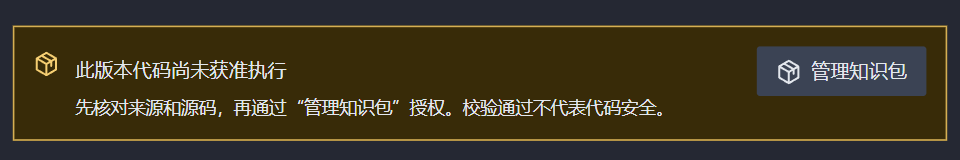 此版本代码尚未获准执行
管理知识包
先核对来源和源码，再通过“管理知识包”授权。校验通过不代表代码安全。